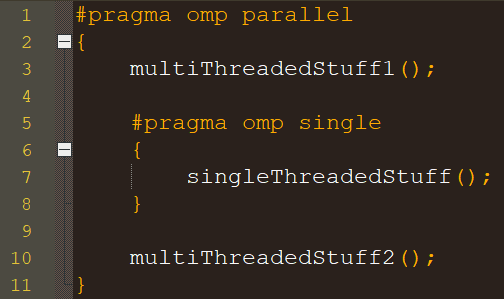 1 #pragma omp parallel
2 {
3     multiThreadedStuff1();
4
5     #pragma omp single
6     {
7         singleThreadedStuff();
8     }
9
10     multiThreadedStuff2();
11 }